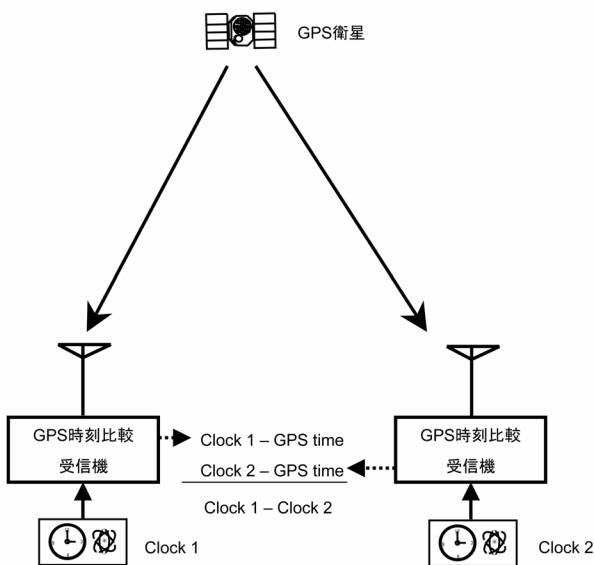 GPS衛星
GPS時刻比較
受信機
Clock 1 – GPS time
Clock 2 – GPS time
Clock 1 – Clock 2
GPS時刻比較
受信機
Clock 1
Clock 2